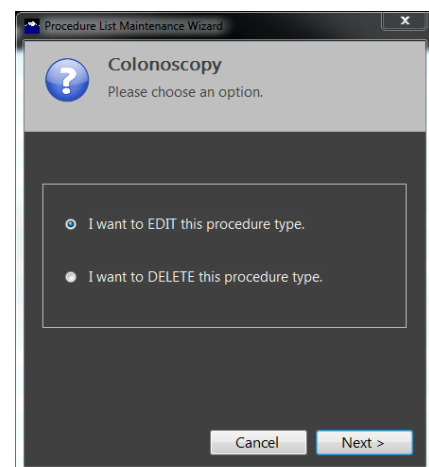 Procedure List Maintenance Wizard
x
Colonoscopy
Please choose an option.
I want to EDIT this procedure type.
I want to DELETE this procedure type.
Cancel Next >